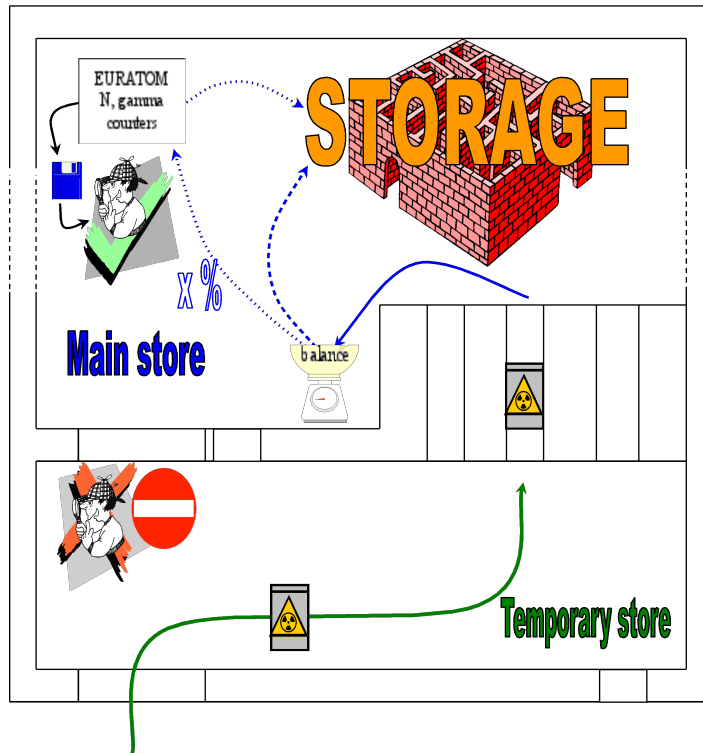 EURATOM
N, gamma
counters
STORAGE
x %
Main store
balance
Temporary store